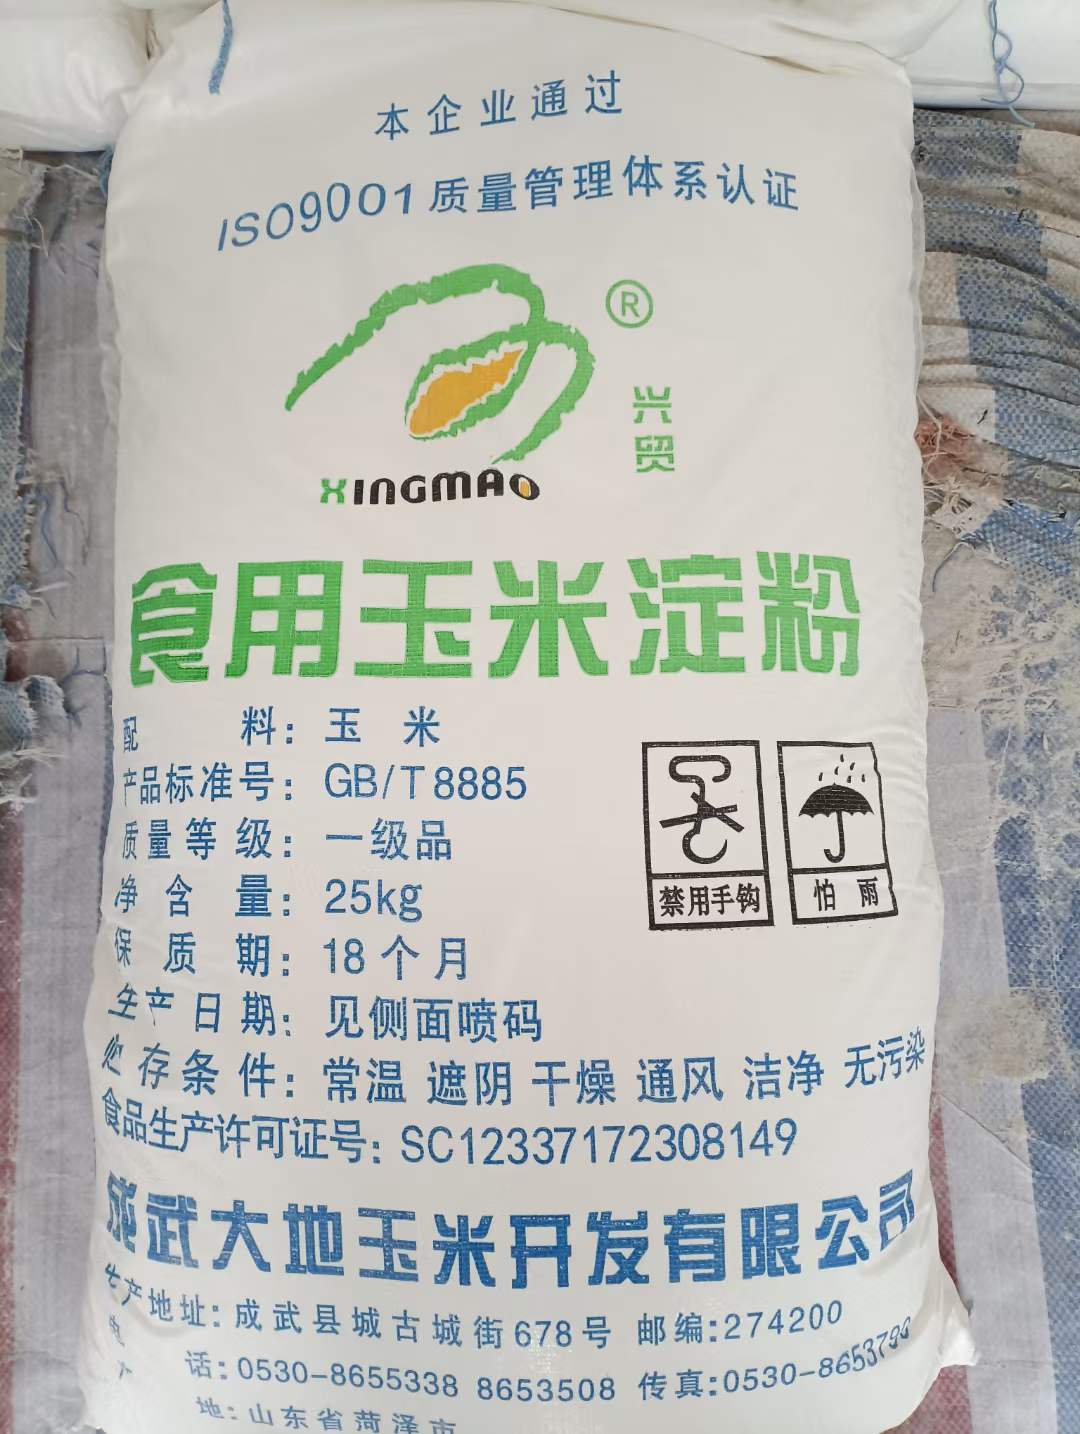 本企业通过
ISO9001质量管理体系认证
®
兴贸
XINGMAO
食用玉米淀粉
配料：玉米
产品标准号：GB/T8885
质量等级：一级品
净含量：25kg
保质期：18个月
生产日期：见侧面喷码
贮存条件：常温 遮阴 干燥 通风 洁净 无污染
食品生产许可证号：SC12337172308149
禁用手钩
怕雨
成武大地玉米开发有限公司
生产地址：成武县城古城街678号 邮编：274200
电话：0530-8655338 8653508 传真：0530-8653799
地：山东省菏泽市